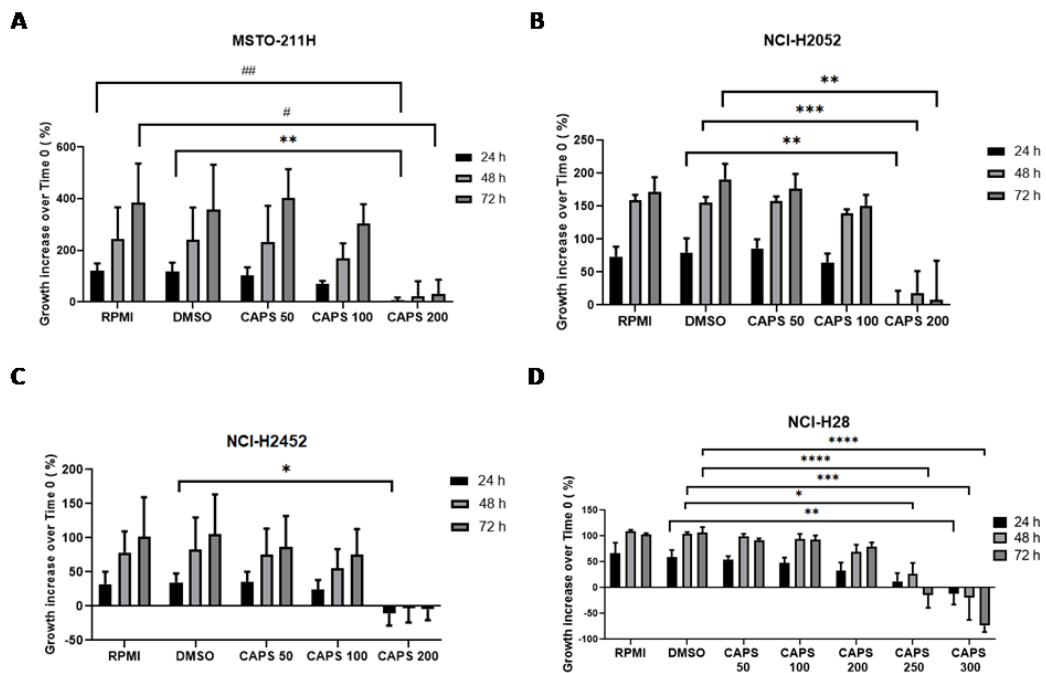 A
MSTO-211H
##
#
**
Growth increase over Time 0 ( %)
600
400
200
0
RPMI
DMSO
CAPS 50
CAPS 100
CAPS 200
24 h
48 h
72 h
B
NCI-H2052
**
***
**
Growth increase over Time 0 ( %)
250
200
150
100
50
0
RPMI
DMSO
CAPS 50
CAPS 100
CAPS 200
24 h
48 h
72 h
C
NCI-H2452
*
Growth increase over Time 0 ( %)
200
150
100
50
0
-50
RPMI
DMSO
CAPS 50
CAPS 100
CAPS 200
24 h
48 h
72 h
D
NCI-H28
****
****
***
*
**
Growth increase over Time 0 ( %)
150
100
50
0
-50
-100
RPMI
DMSO
CAPS 50
CAPS 100
CAPS 200
CAPS 250
CAPS 300
24 h
48 h
72 h